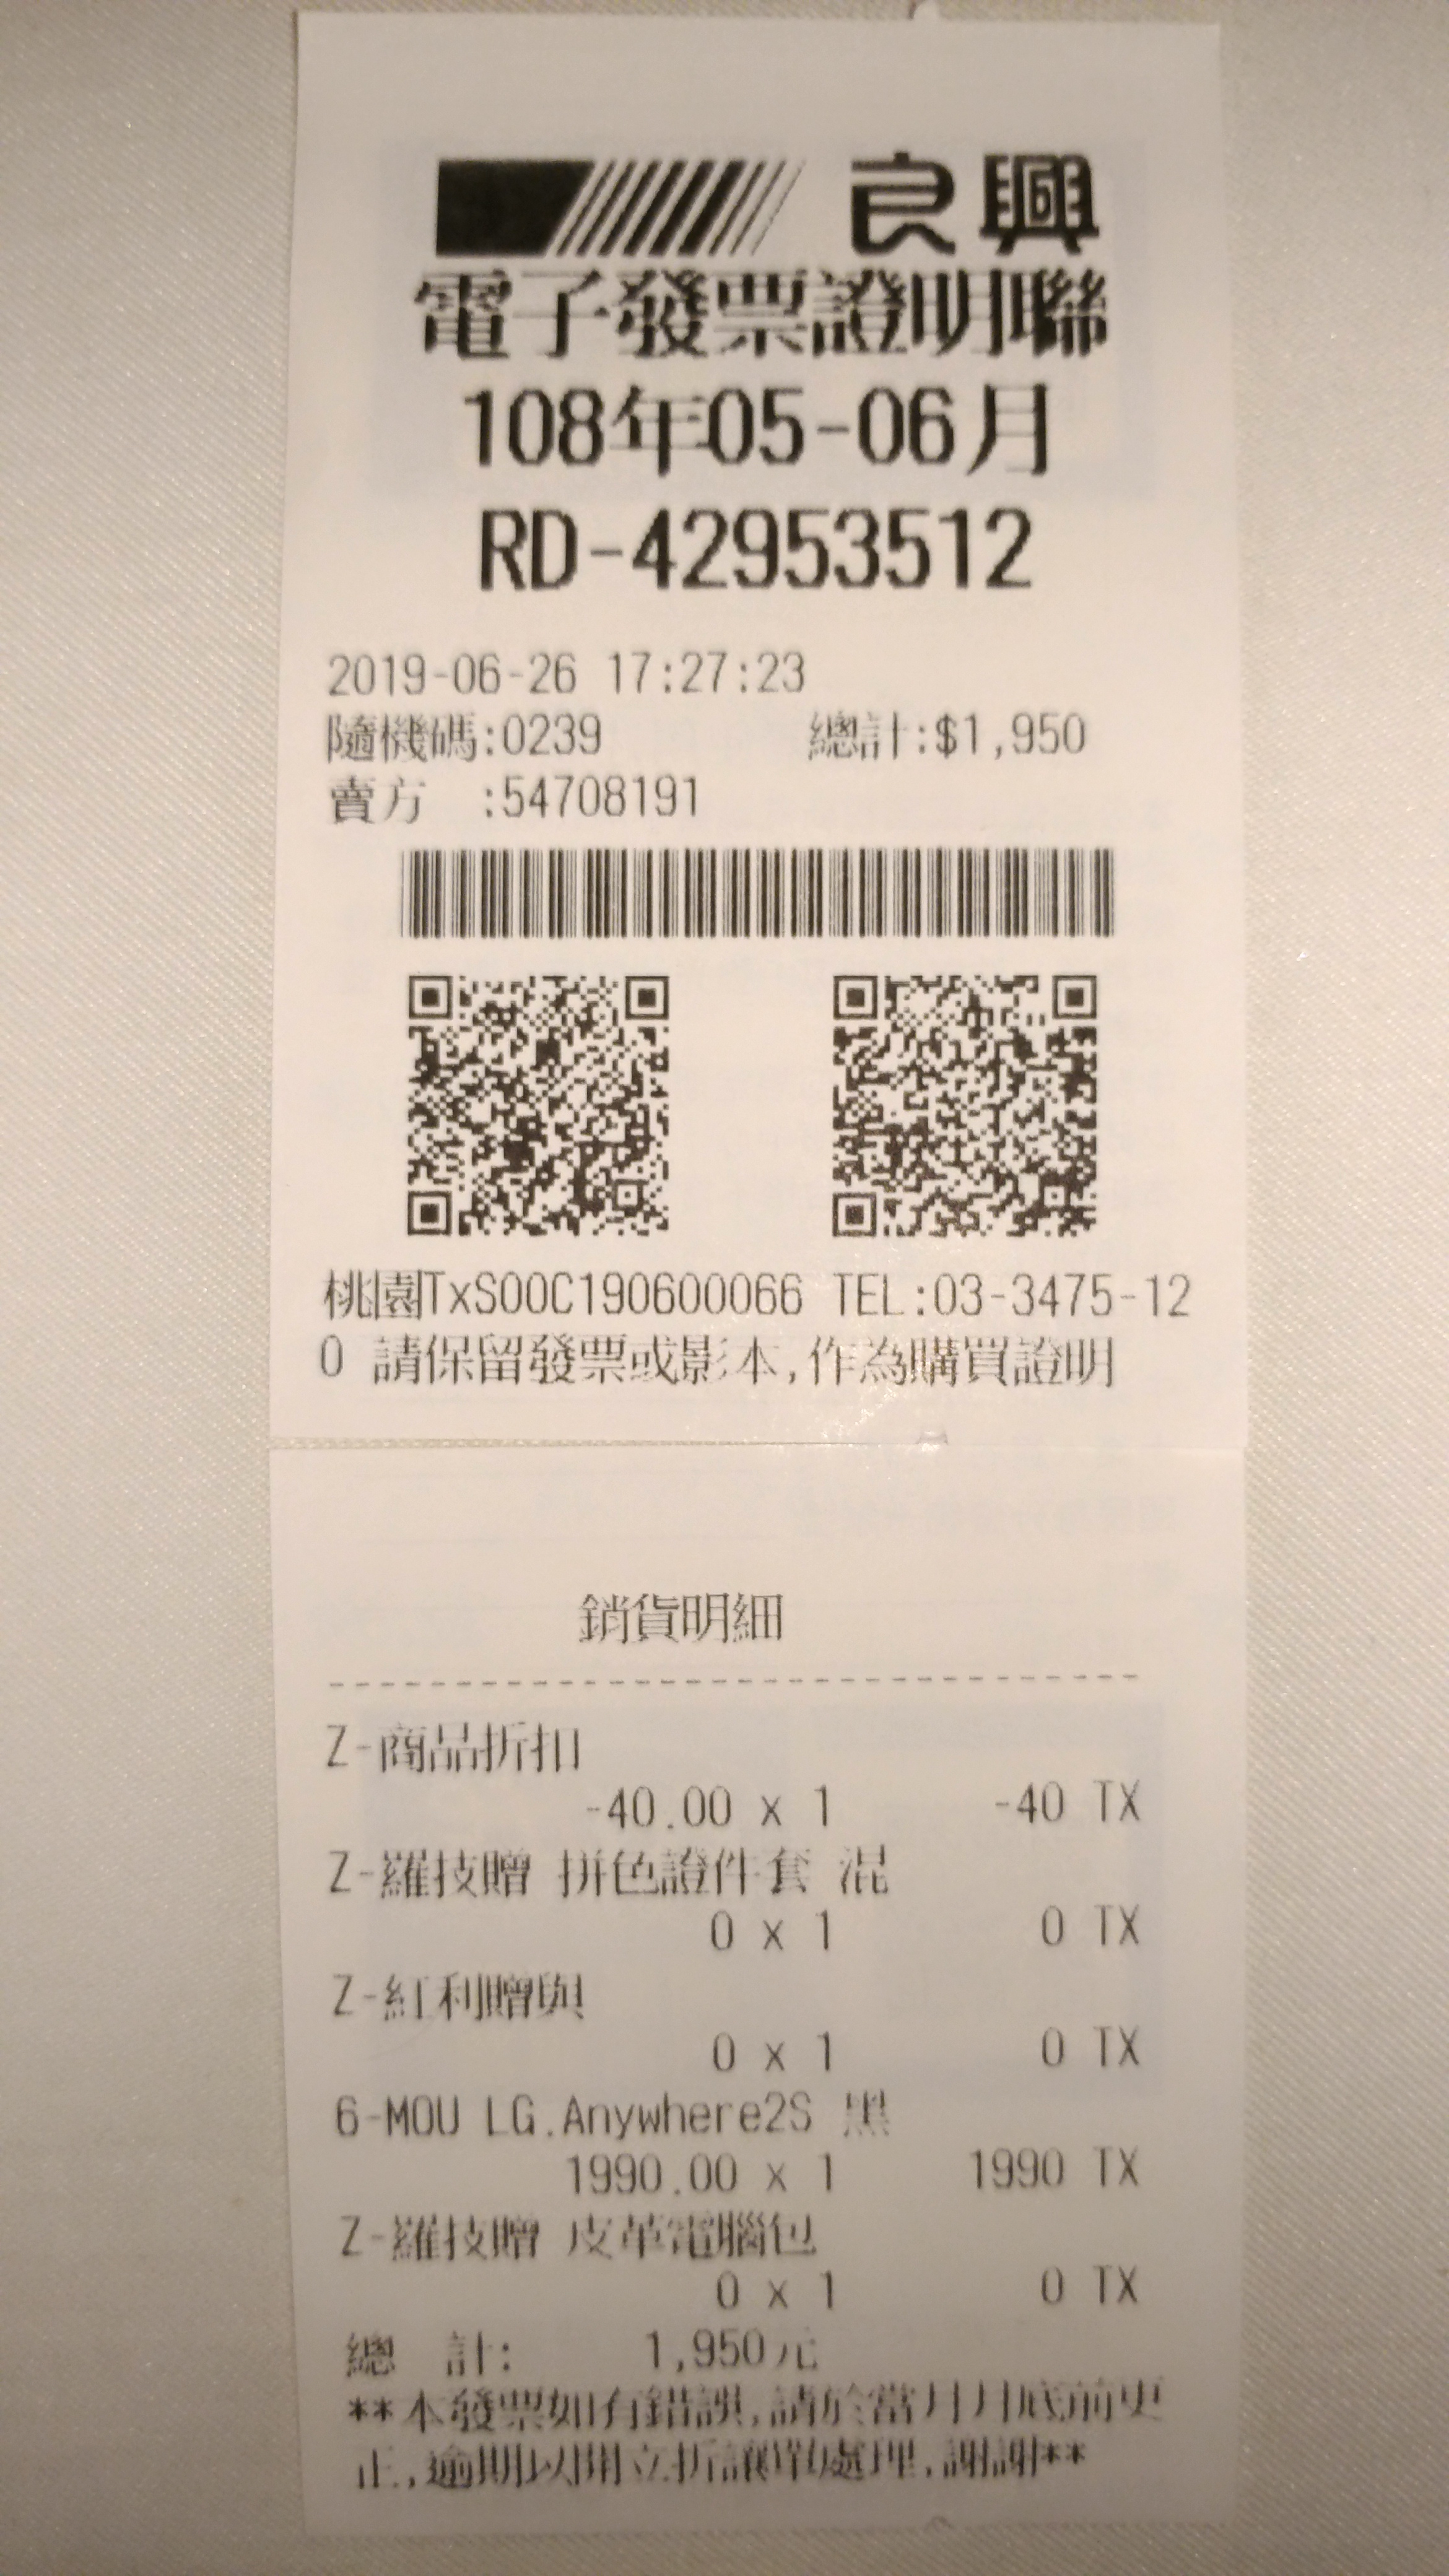 良興
電子發票證明聯
108年05-06月
RD-42953512
2019-06-26 17:27:23
隨機碼:0239 總計:$1,950
賣方 :54708191
桃園TxS00C190600066 TEL:03-3475-12
0 請保留發票或影本,作為購買證明
銷貨明細
--------------------------------
Z-商品折扣
-40.00 x 1 -40 TX
Z-羅技贈 拼色證件套 混
0 x 1 0 TX
Z-紅利贈與
0 x 1 0 TX
6-MOU LG.Anywhere2S 黑
1990.00 x 1 1990 TX
Z-羅技贈 皮革電腦包
0 x 1 0 TX
總 計: 1,950元
**本發票如有錯誤,請於當月月底前更
正,逾期以開立折讓單處理,謝謝**